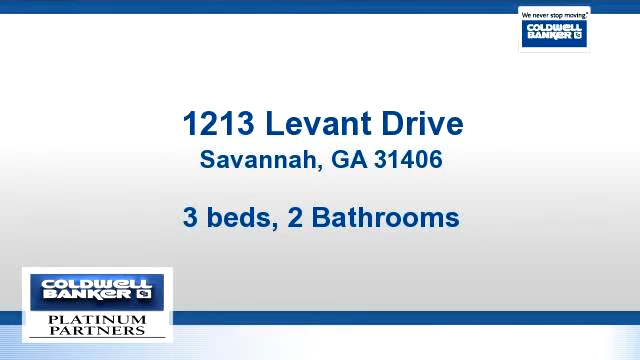 We never stop moving.®
COLDWELL
BANKER
1213 Levant Drive
Savannah, GA 31406
3 beds, 2 Bathrooms
COLDWELL
BANKER
PLATINUM
PARTNERS